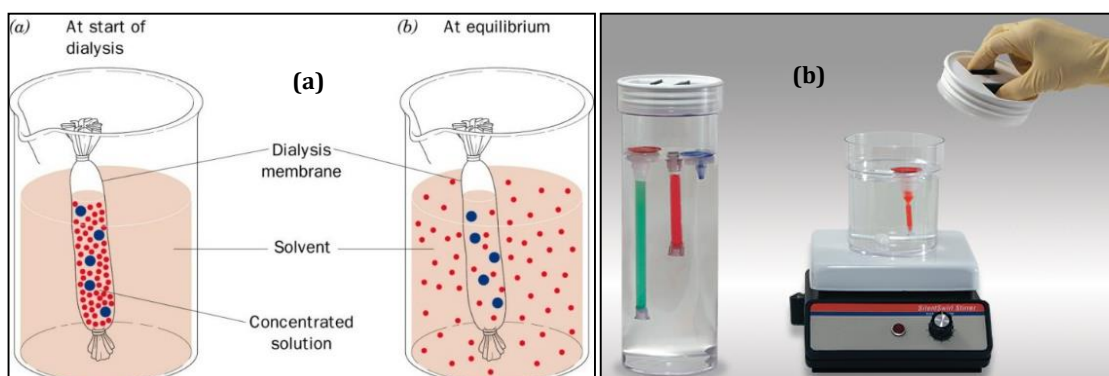 (a) At start of
dialysis
(b) At equilibrium
(a)
Dialysis
membrane
Solvent
Concentrated
solution
(b)
SilentSwirl Stirrer